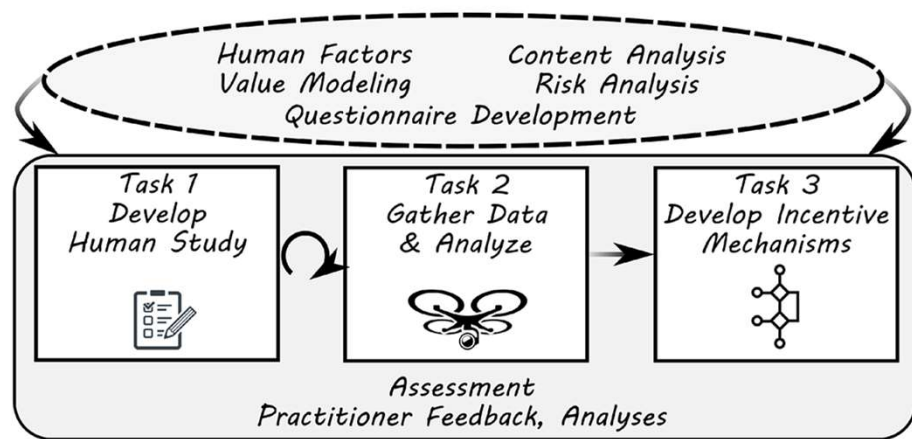 Human Factors Content Analysis
Value Modeling Risk Analysis
Questionnaire Development
Task 1
Develop
Human Study
Task 2
Gather Data
& Analyze
Task 3
Develop Incentive
Mechanisms
Assessment
Practitioner Feedback, Analyses